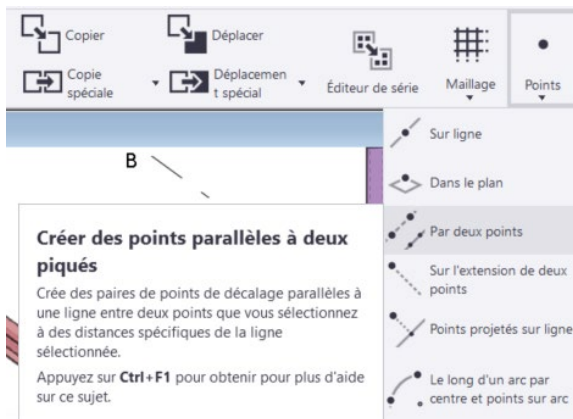 Copier
Déplacer
Copie
spéciale
Déplacemen
t spécial
Éditeur de série
Maillage
Points
Sur ligne
B
Dans le plan
Par deux points
Créer des points parallèles à deux
piqués
Crée des paires de points de décalage parallèles à
une ligne entre deux points que vous sélectionnez
à des distances spécifiques de la ligne
sélectionnée.
Appuyez sur Ctrl+F1 pour obtenir pour plus d'aide
sur ce sujet.
Sur l'extension de deux
points
Points projetés sur ligne
Le long d'un arc par
centre et points sur arc